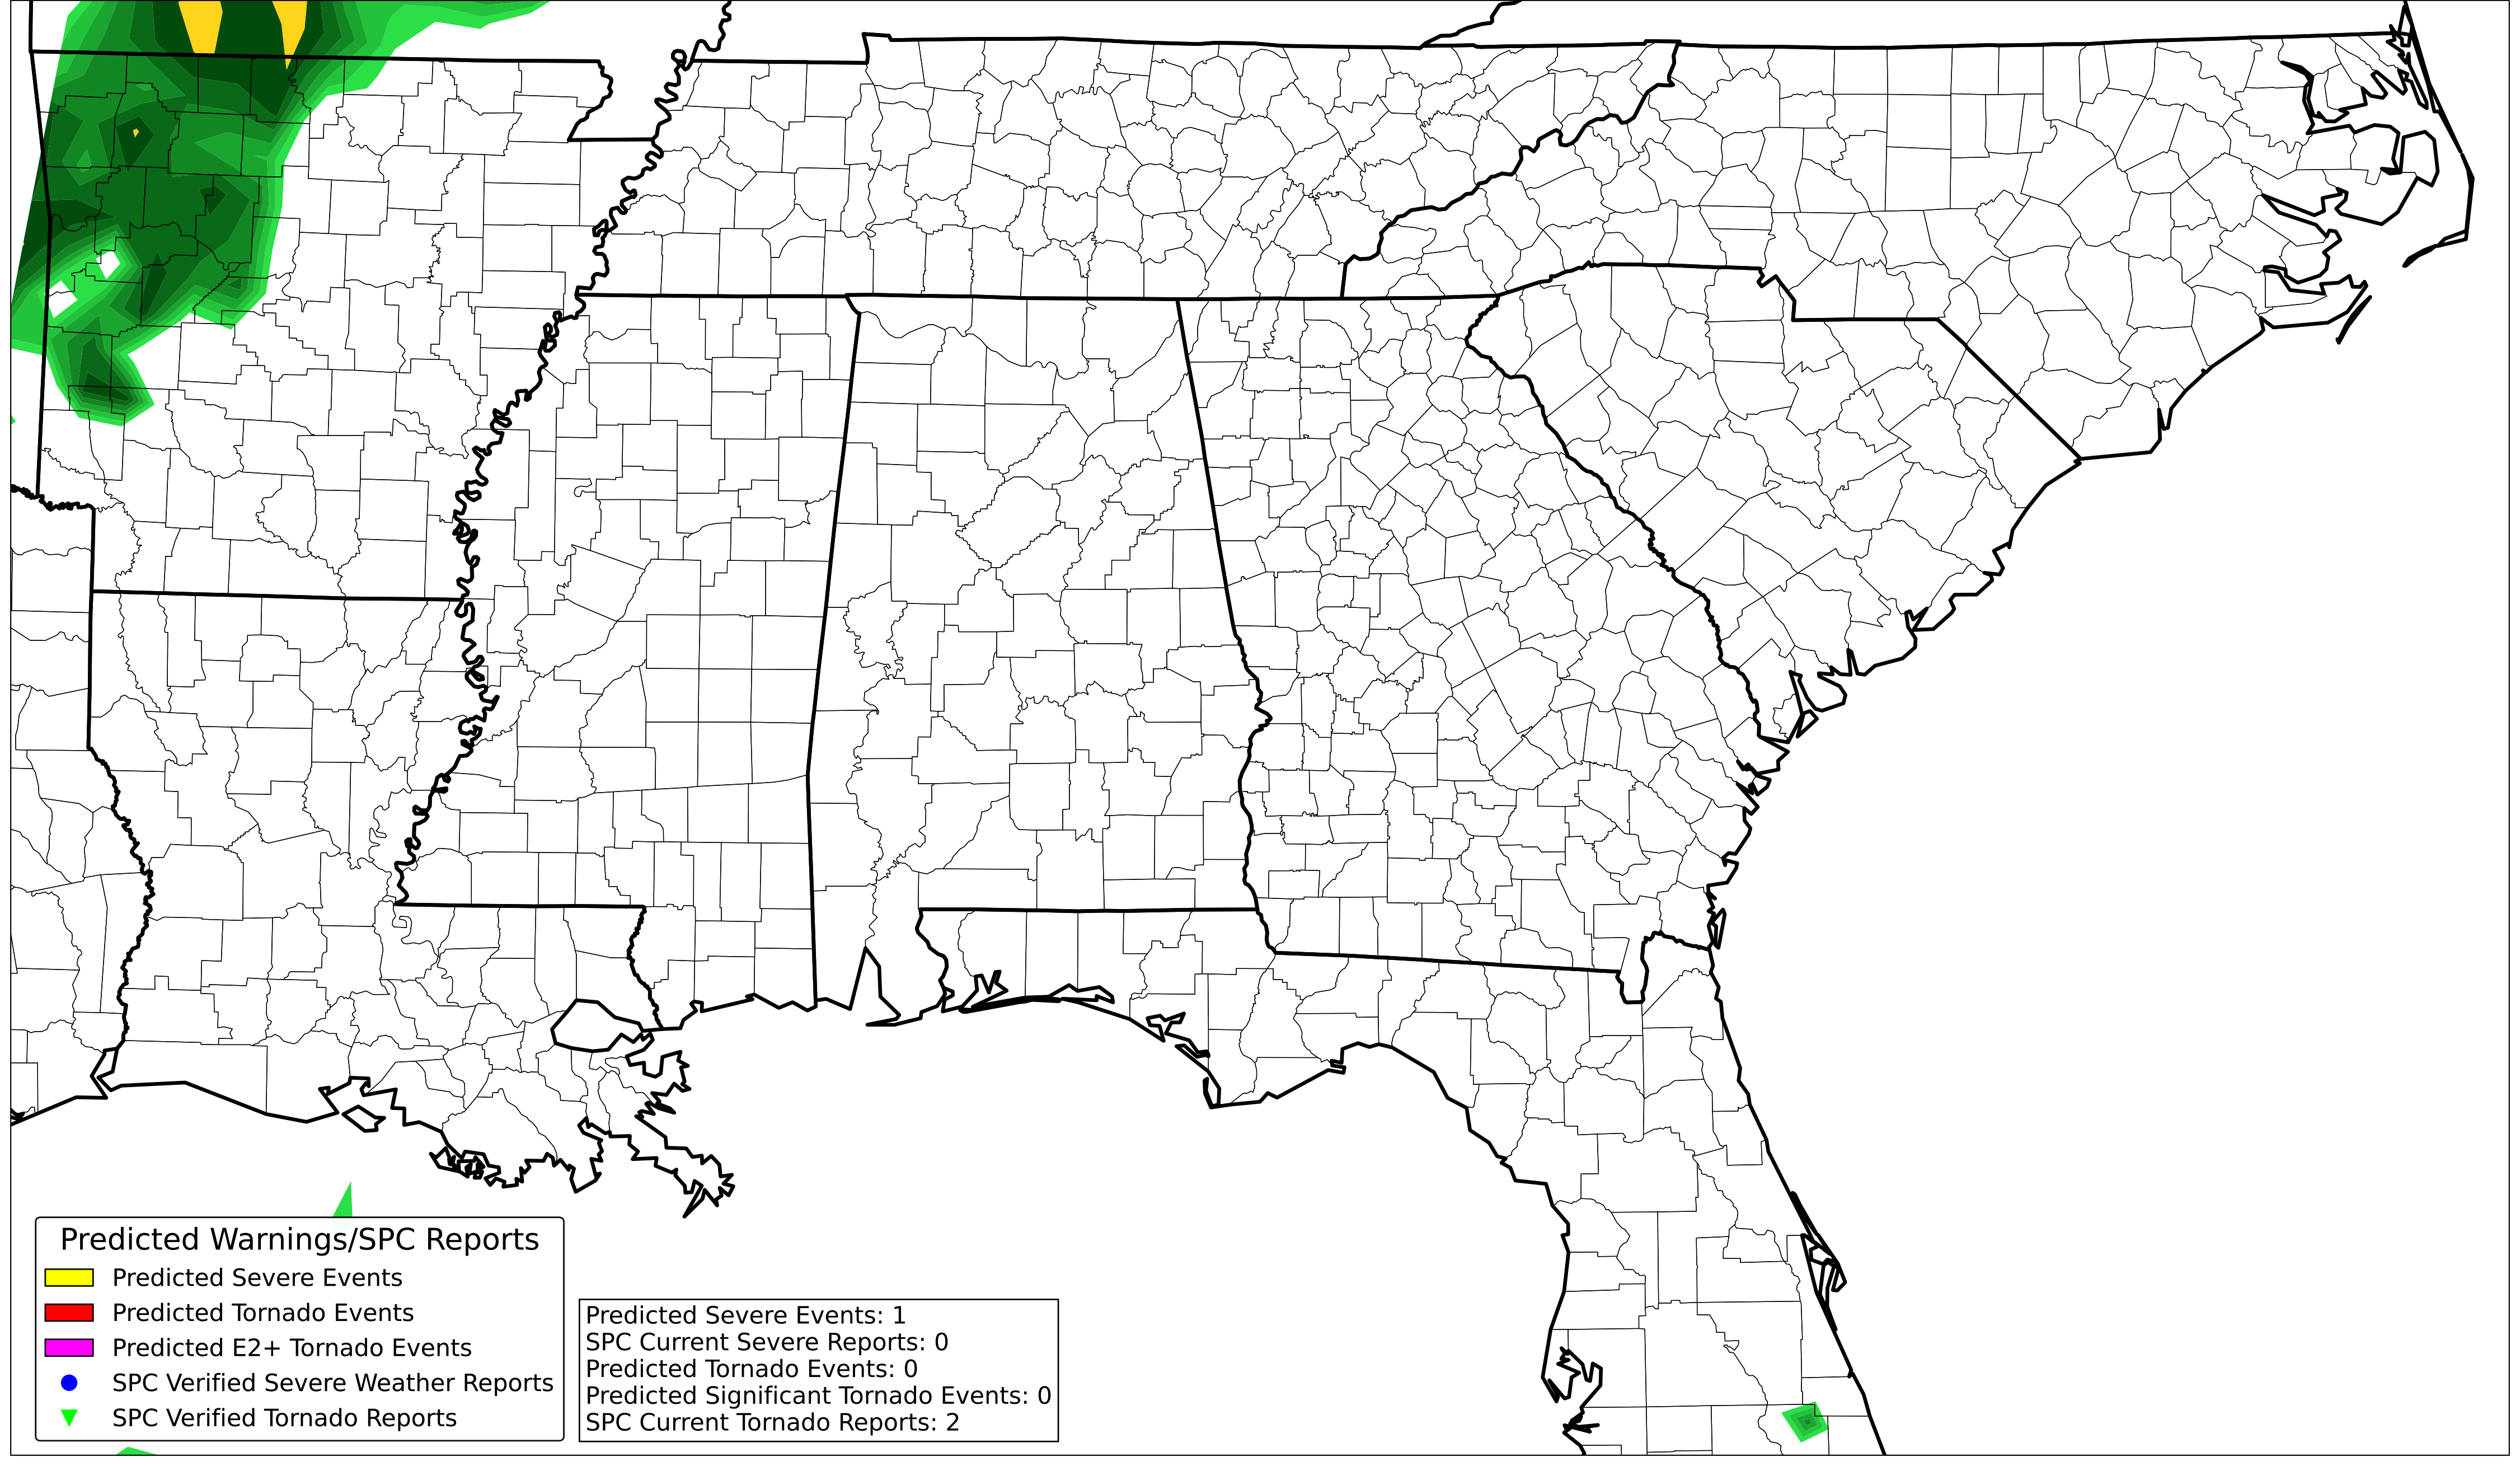 Predicted Warnings/SPC Reports
Predicted Severe Events
Predicted Tornado Events
Predicted E2+ Tornado Events
SPC Verified Severe Weather Reports
SPC Verified Tornado Reports
Predicted Severe Events: 1
SPC Current Severe Reports: 0
Predicted Tornado Events: 0
Predicted Significant Tornado Events: 0
SPC Current Tornado Reports: 2